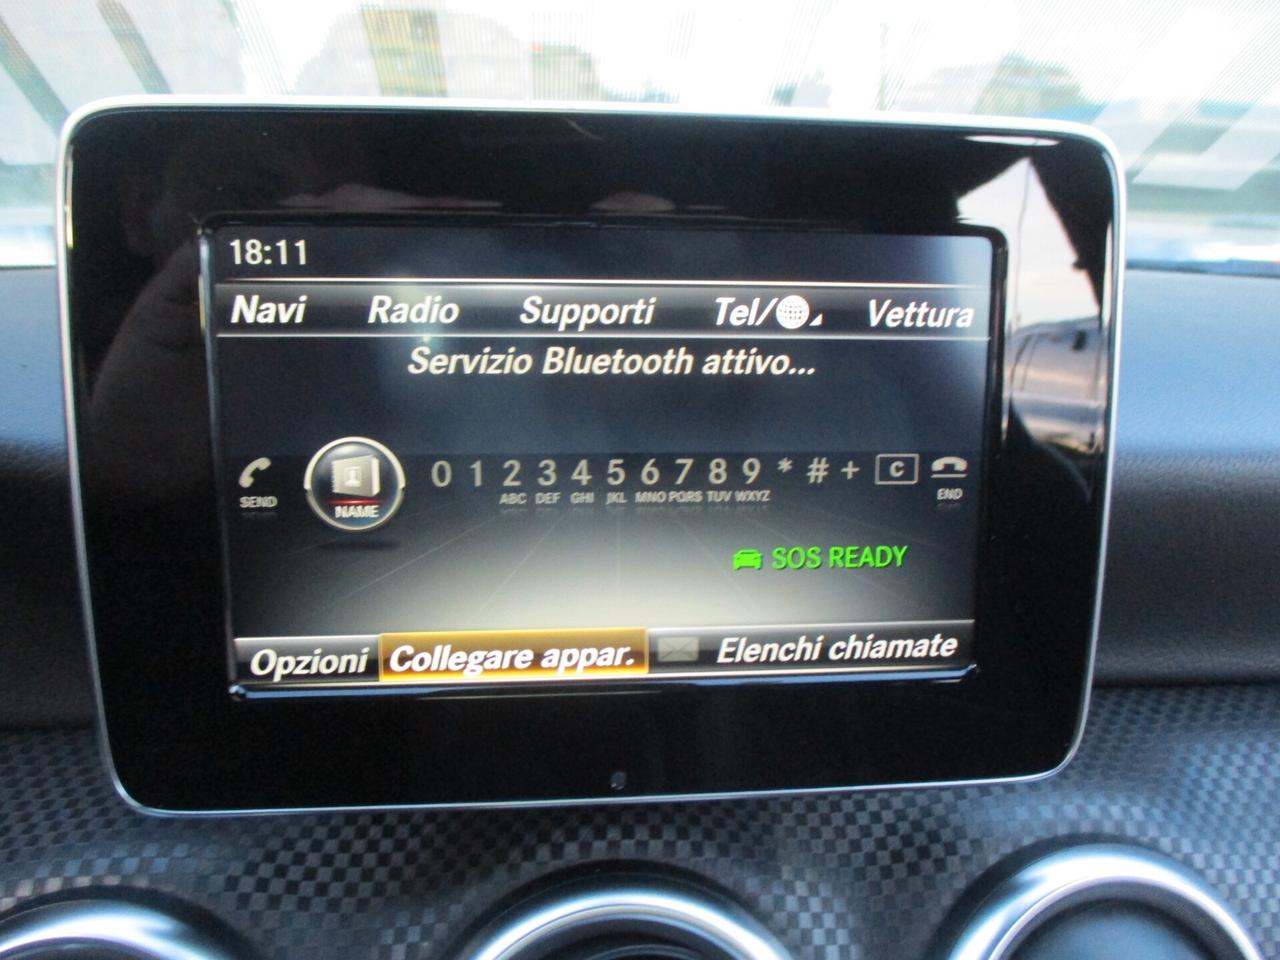 18:11
Navi Radio Supporti Tel/ Vettura
Servizio Bluetooth attivo...
SEND NAME 0 1 2 3 4 5 6 7 8 9 * # + C END
ABC DEF GHI JKL MNO PQRS TUV WXYZ
SOS READY
Opzioni Collegare appar. Elenchi chiamate